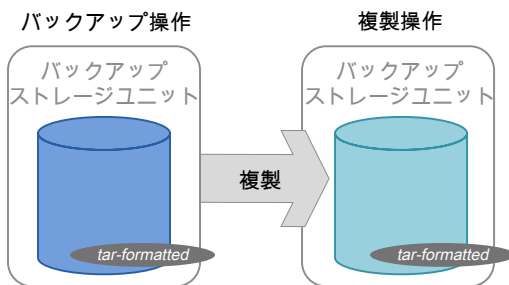 バックアップ操作
複製操作
バックアップ
ストレージユニット
バックアップ
ストレージユニット
複製
tar-formatted
tar-formatted